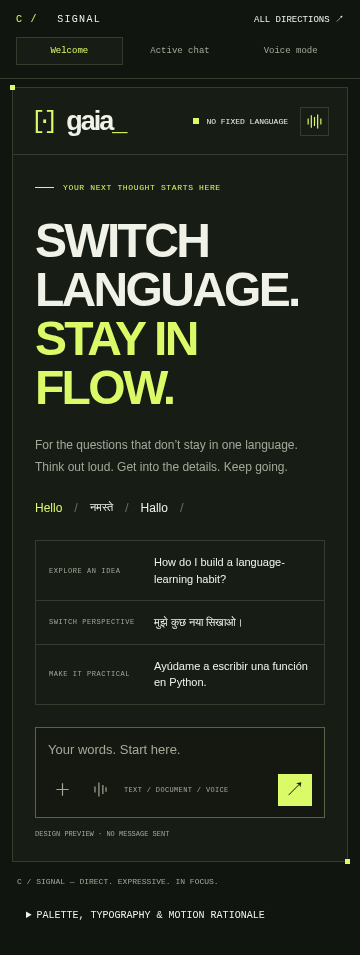 C / SIGNAL
ALL DIRECTIONS ↗
Welcome
Active chat
Voice mode
[·] gaia_
NO FIXED LANGUAGE
YOUR NEXT THOUGHT STARTS HERE
SWITCH
LANGUAGE.
STAY IN
FLOW.
For the questions that don't stay in one language.
Think out loud. Get into the details. Keep going.
Hello / नमस्ते / Hallo /
EXPLORE AN IDEA
How do I build a language-
learning habit?
SWITCH PERSPECTIVE
मुझे कुछ नया सिखाओ।
MAKE IT PRACTICAL
Ayúdame a escribir una función
en Python.
Your words. Start here.
TEXT / DOCUMENT / VOICE
DESIGN PREVIEW · NO MESSAGE SENT
C / SIGNAL — DIRECT. EXPRESSIVE. IN FOCUS.
PALETTE, TYPOGRAPHY & MOTION RATIONALE